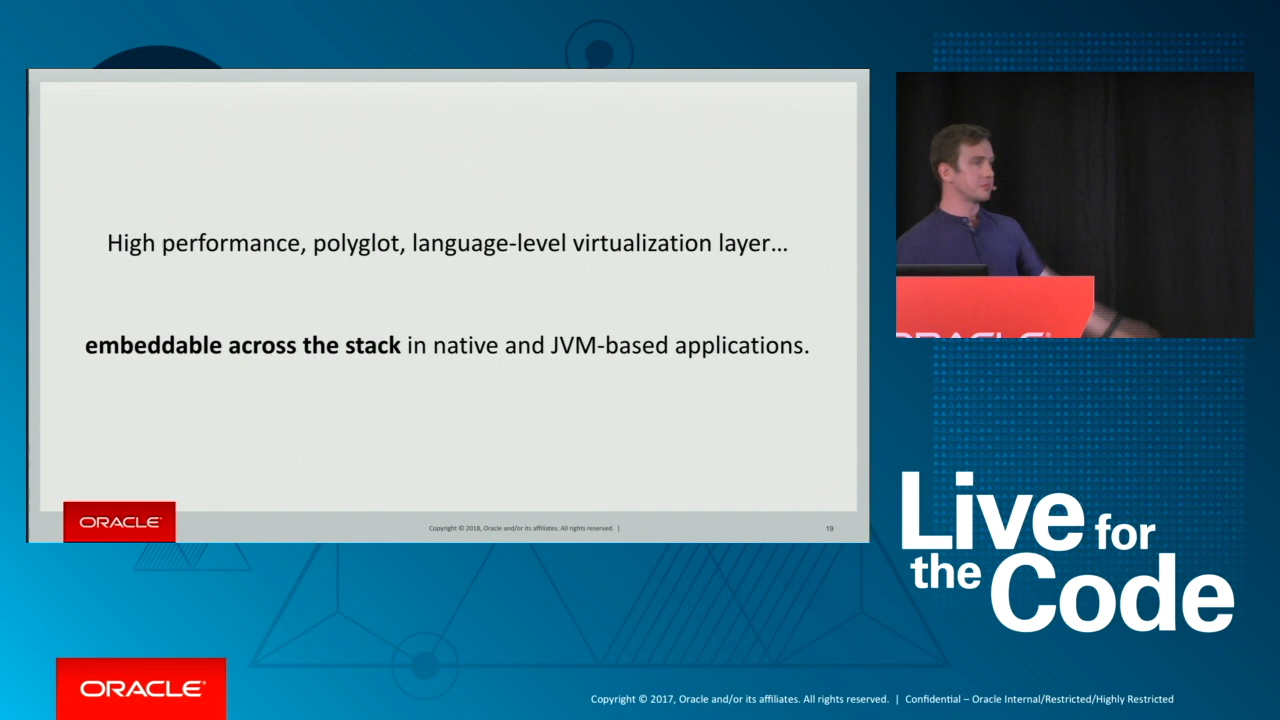 High performance, polyglot, language-level virtualization layer…
embeddable across the stack in native and JVM-based applications.
ORACLE®
Copyright © 2018, Oracle and/or its affiliates. All rights reserved. |
19
ORACLE®
Live for
the Code
ORACLE®
Copyright © 2017, Oracle and/or its affiliates. All rights reserved. | Confidential – Oracle Internal/Restricted/Highly Restricted